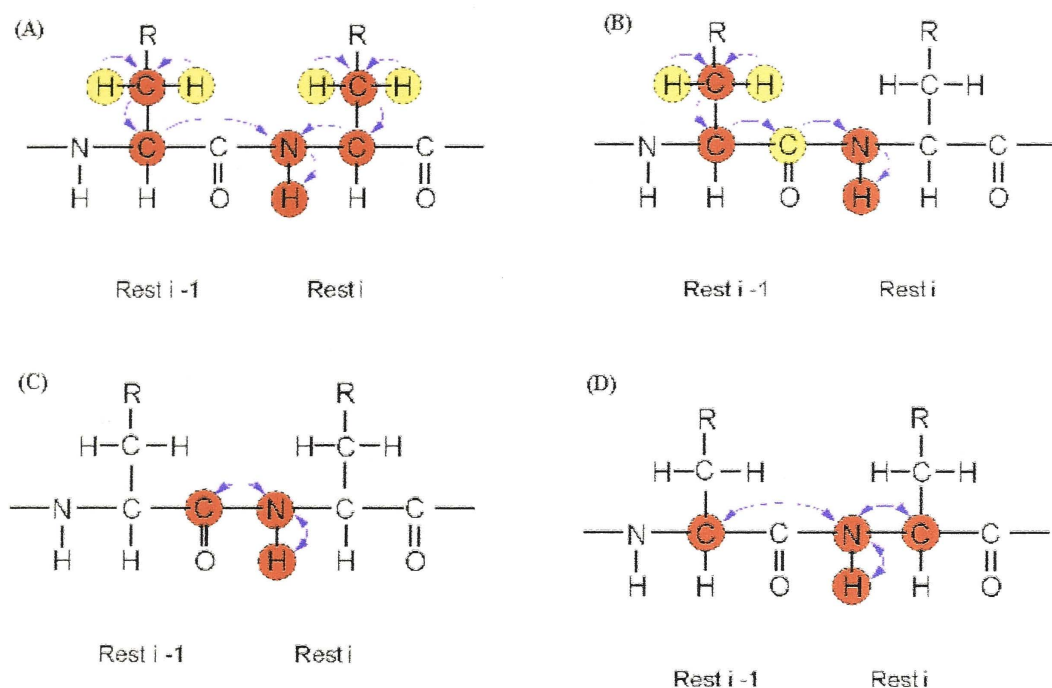 (A)
R R
H C H H C H
N C C N C C
H H O H H O
Rest i -1 Rest i
(B)
R R
H C H H C H
N C C N C C
H H O H H O
Rest i -1 Rest i
(C)
R R
H C H H C H
N C C N C C
H H O H H O
Rest i -1 Rest i
(D)
R R
H C H H C H
N C C N C C
H H O H H O
Rest i -1 Rest i